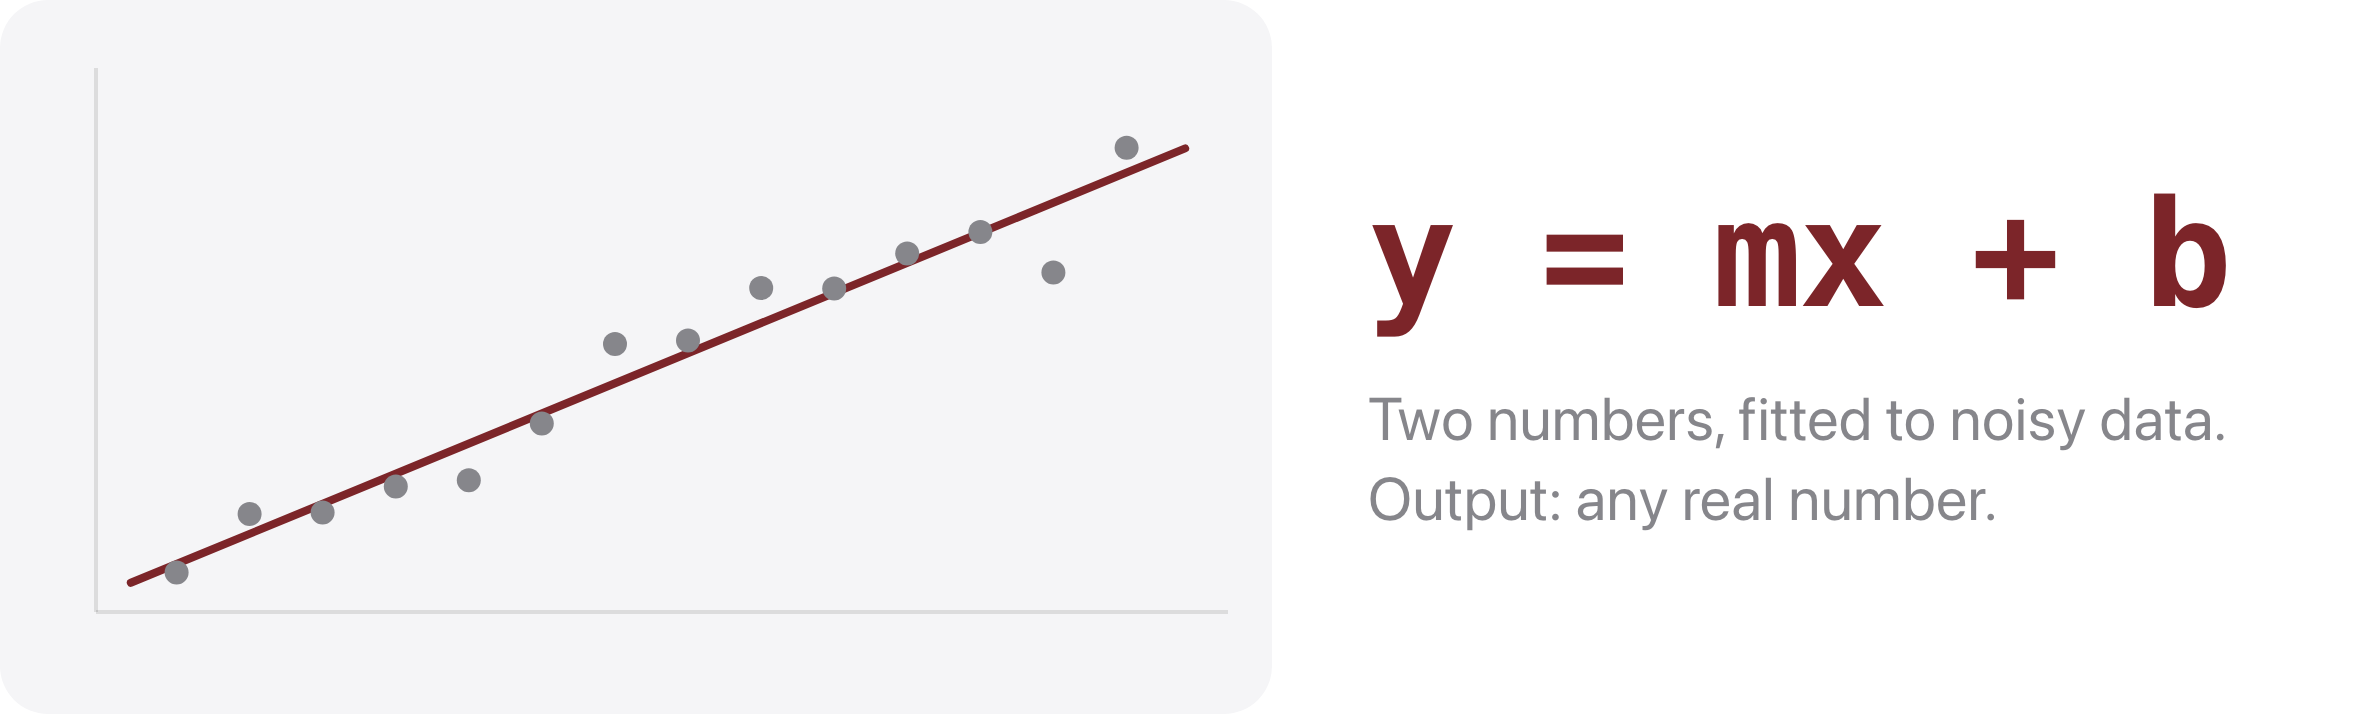 y = mx + b
Two numbers, fitted to noisy data.
Output: any real number.